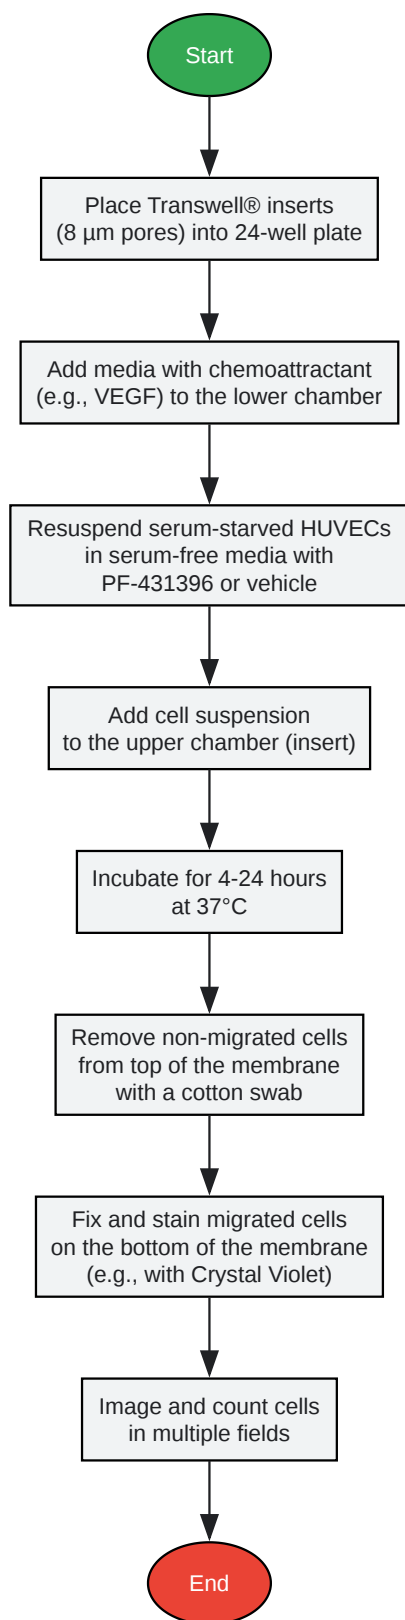 Start
Place Transwell® inserts
(8 µm pores) into 24-well plate
Add media with chemoattractant
(e.g., VEGF) to the lower chamber
Resuspend serum-starved HUVECs
in serum-free media with
PF-431396 or vehicle
Add cell suspension
to the upper chamber (insert)
Incubate for 4-24 hours
at 37°C
Remove non-migrated cells
from top of the membrane
with a cotton swab
Fix and stain migrated cells
on the bottom of the membrane
(e.g., with Crystal Violet)
Image and count cells
in multiple fields
End